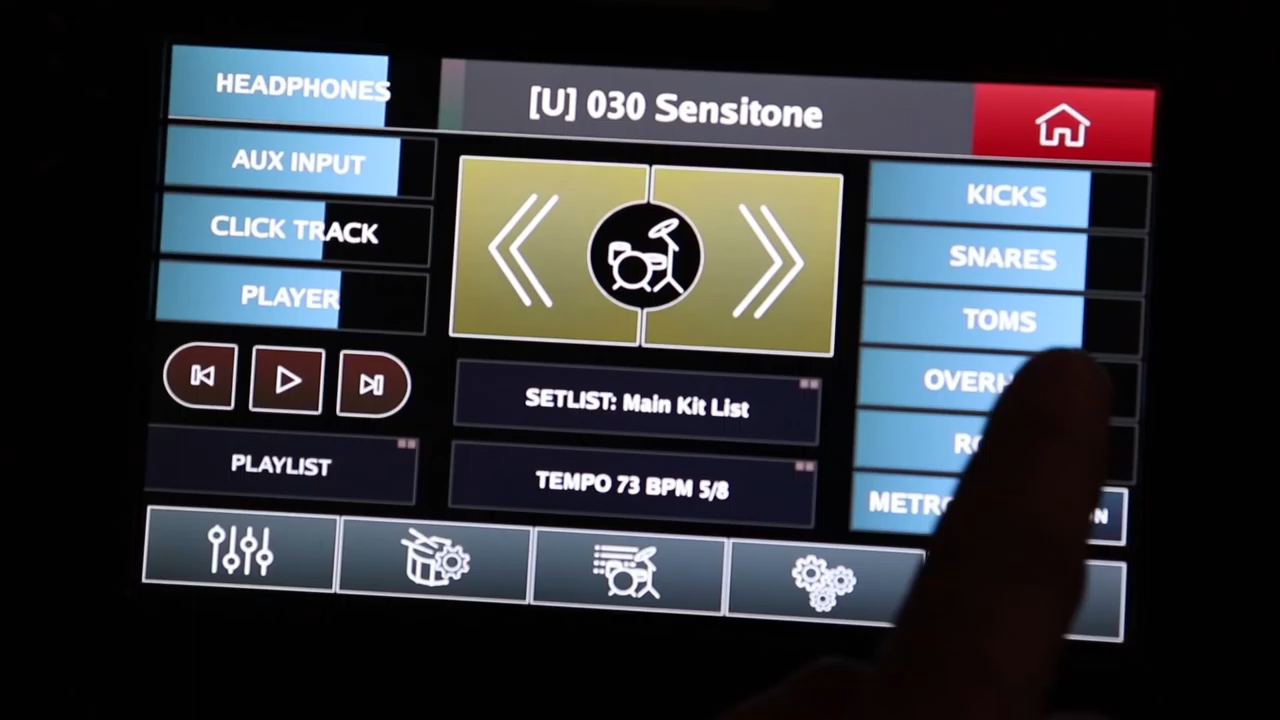 HEADPHONES
[U] 030 Sensitone
AUX INPUT
KICKS
CLICK TRACK
SNARES
PLAYER
TOMS
SETLIST: Main Kit List
PLAYLIST
TEMPO 73 BPM 5/8